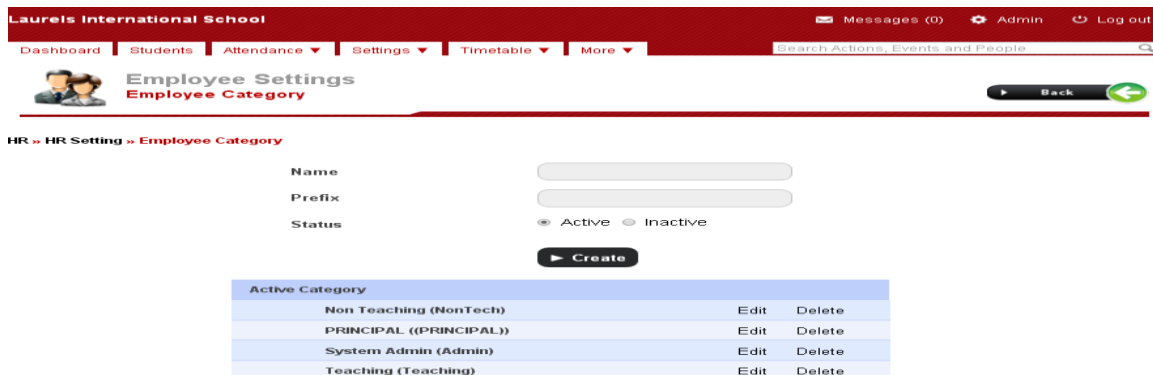 Laurels International School Messages (0) Admin Log out
Dashboard Students Attendance ▼ Settings ▼ Timetable ▼ More ▼ Search Actions, Events and People
Employee Settings
Employee Category
Back
HR » HR Setting » Employee Category
Name
Prefix
Status Active Inactive
Create
Active Category
Non Teaching (NonTech) Edit Delete
PRINCIPAL ((PRINCIPAL)) Edit Delete
System Admin (Admin) Edit Delete
Teaching (Teaching) Edit Delete